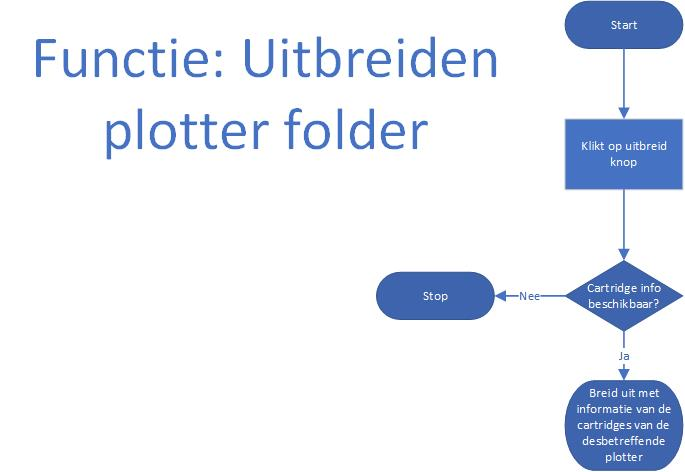 Functie: Uitbreiden
plotter folder
Start
Klikt op uitbreid
knop
Cartridge info
beschikbaar?
Nee
Stop
Ja
Breid uit met
informatie van de
cartridges van de
desbetreffende
plotter